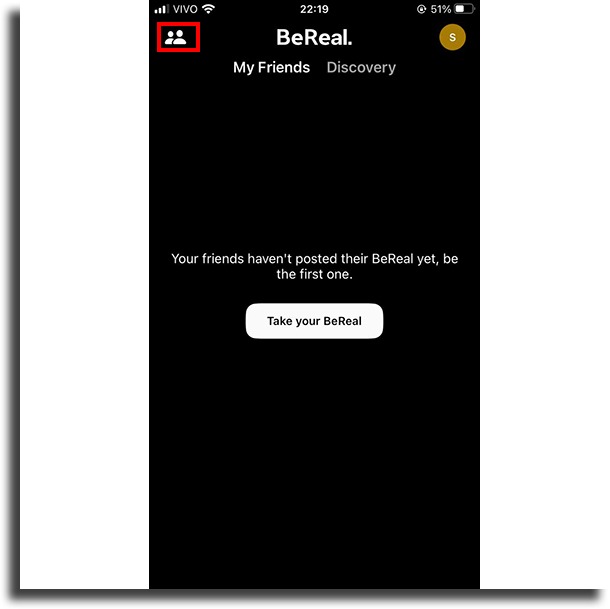 VIVO 22:19 51%
BeReal. S
My Friends Discovery
Your friends haven't posted their BeReal yet, be
the first one.
Take your BeReal